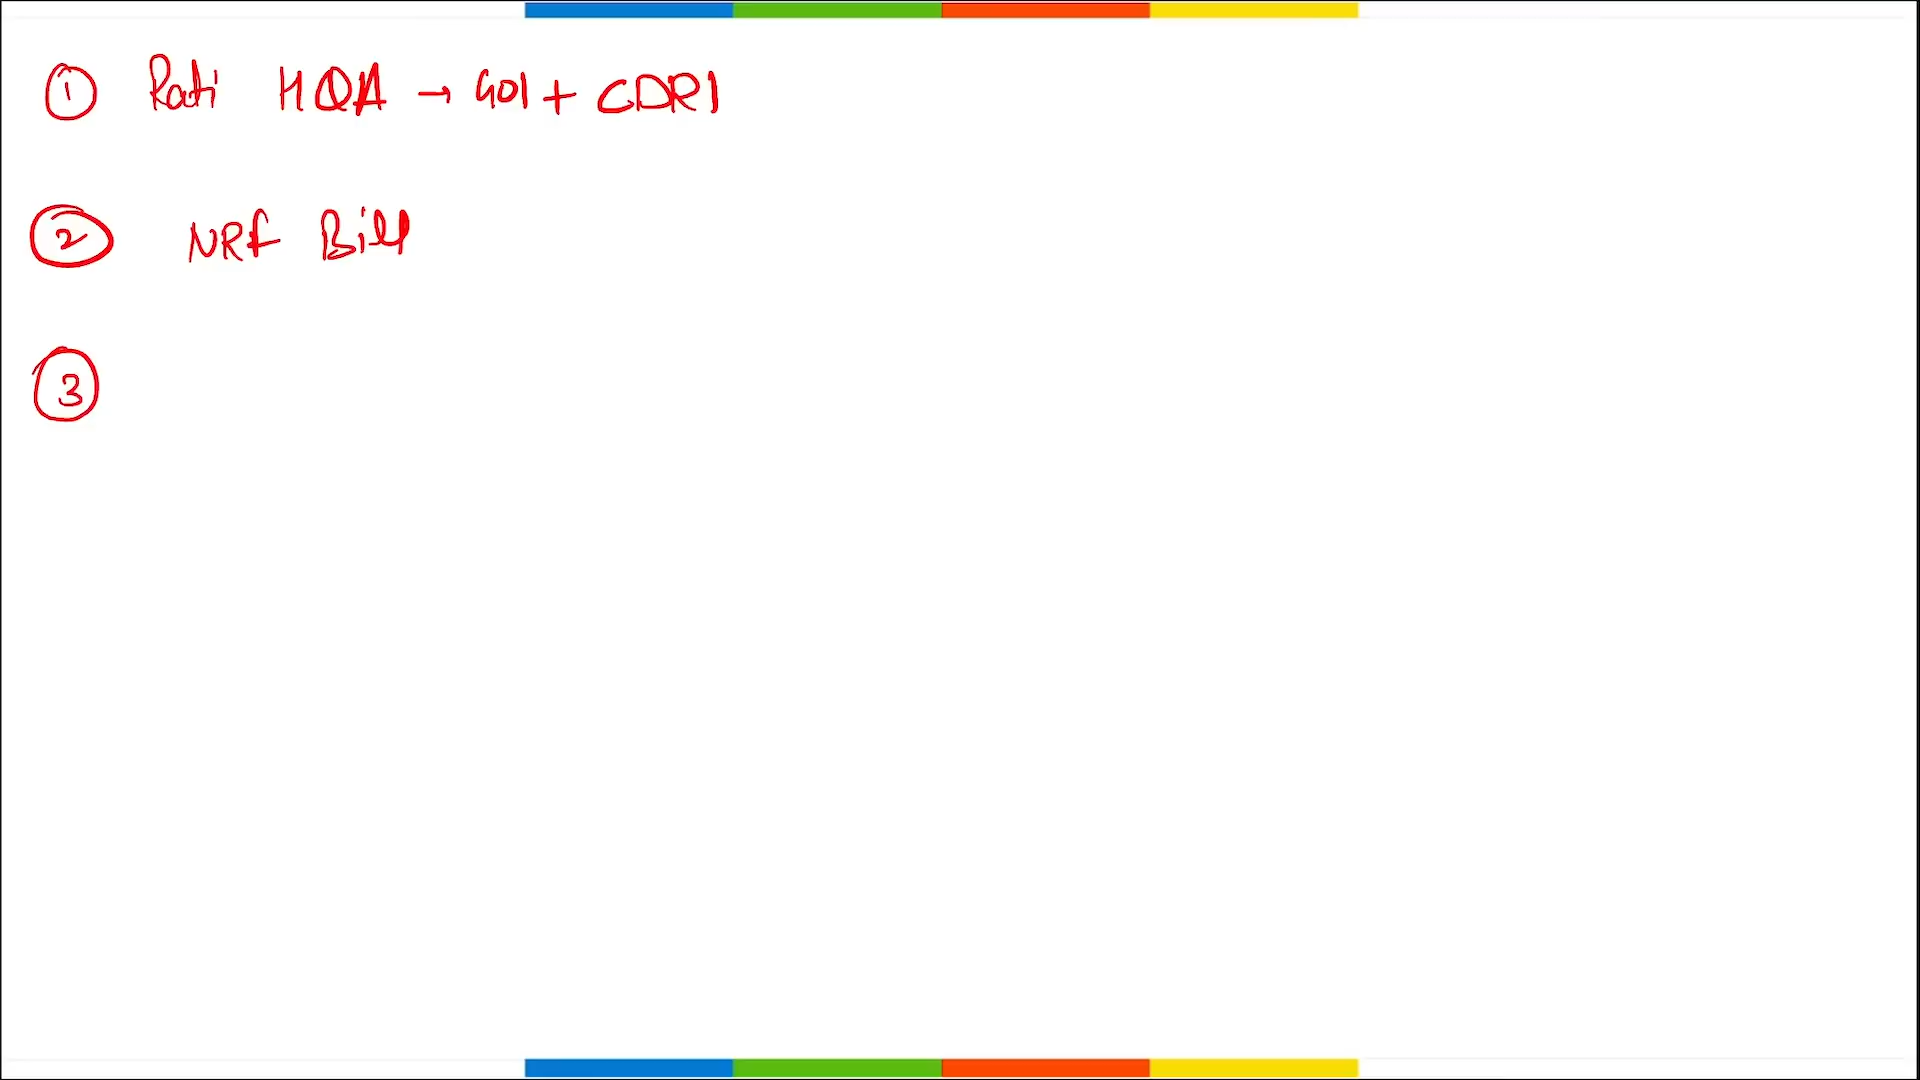 ① Rati HQA → GOI + CDRI
② NRF Bill
③